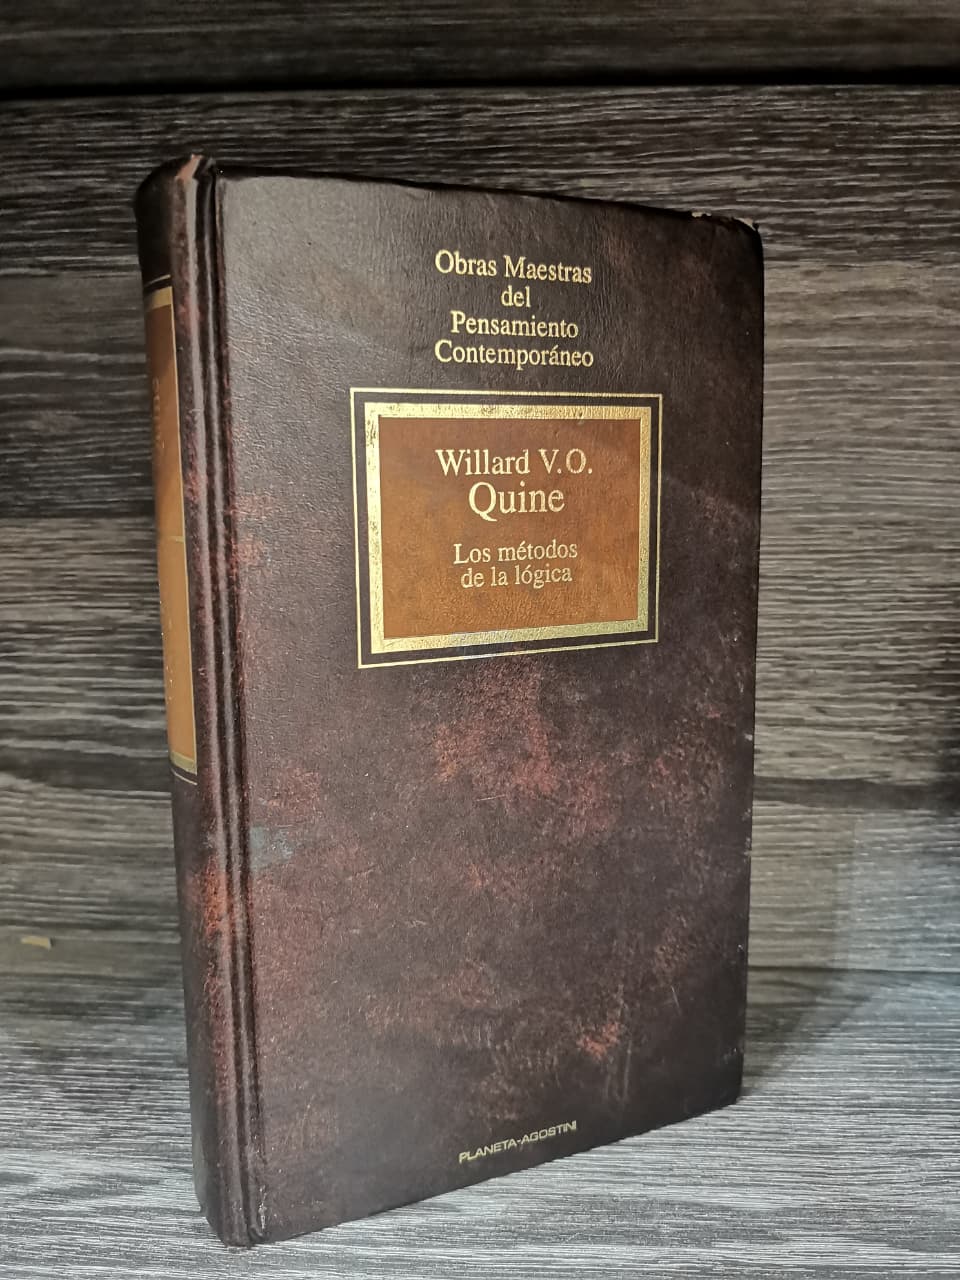 Obras Maestras
del
Pensamiento
Contemporáneo
Willard V.O.
Quine
Los métodos
de la lógica
PLANETA-AGOSTINI